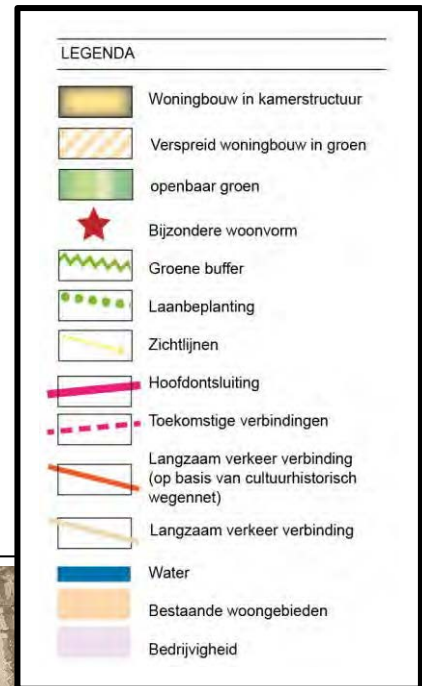 LEGENDA
Woningbouw in kamerstructuur
Verspreid woningbouw in groen
openbaar groen
Bijzondere woonvorm
Groene buffer
Laanbeplanting
Zichtlijnen
Hoofdontsluiting
Toekomstige verbindingen
Langzaam verkeer verbinding
(op basis van cultuurhistorisch
wegennet)
Langzaam verkeer verbinding
Water
Bestaande woongebieden
Bedrijvigheid